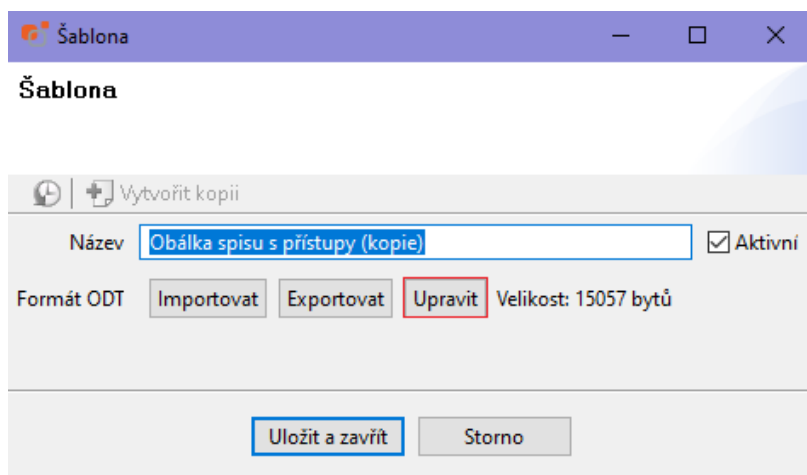 Šablona
Šablona
Vytvořit kopii
Název Obálka spisu s přístupy (kopie) Aktivní
Formát ODT Importovat Exportovat Upravit Velikost: 15057 bytů
Uložit a zavřít Storno